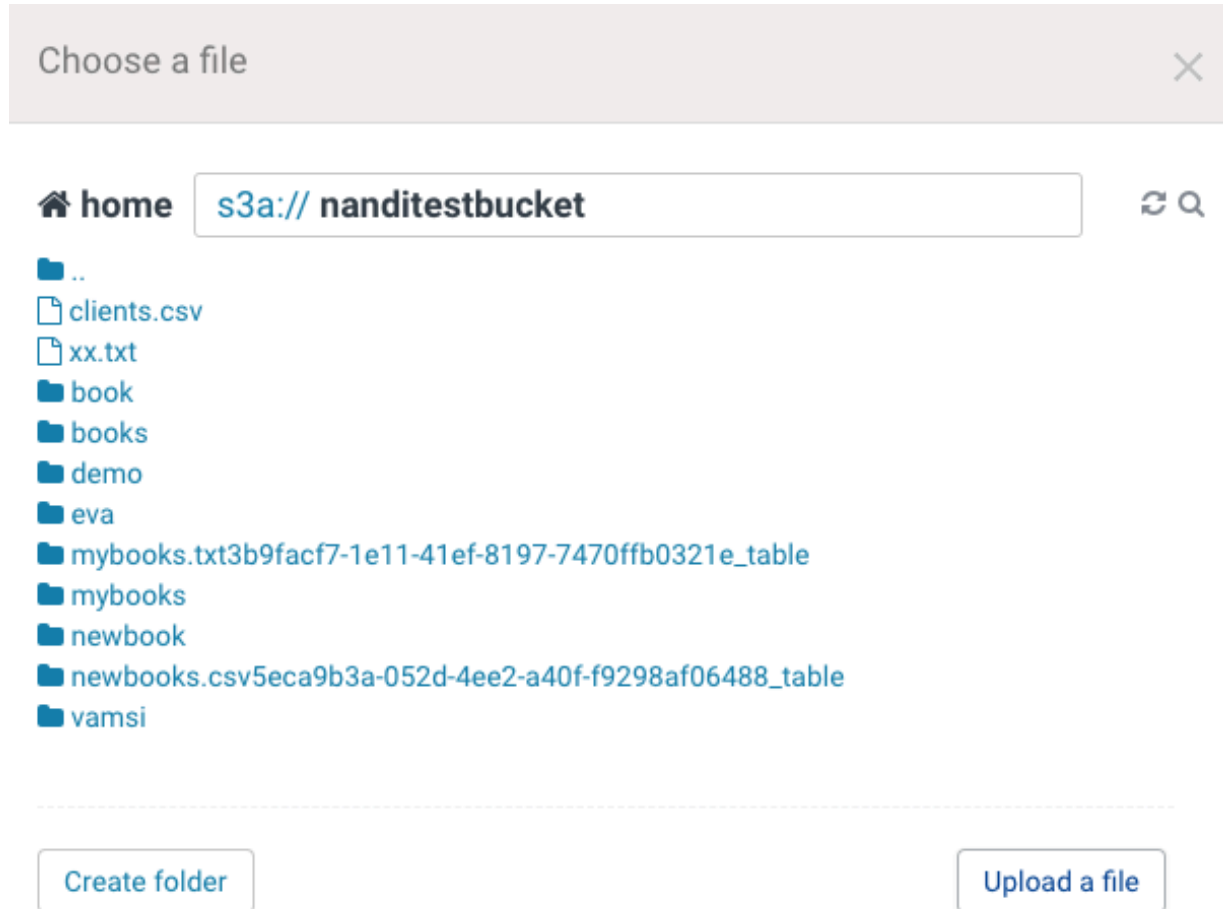 Choose a file
home s3a:// nanditestbucket
..
clients.csv
xx.txt
book
books
demo
eva
mybooks.txt3b9facf7-1e11-41ef-8197-7470ffb0321e_table
mybooks
newbook
newbooks.csv5eca9b3a-052d-4ee2-a40f-f9298af06488_table
vamsi
Create folder Upload a file